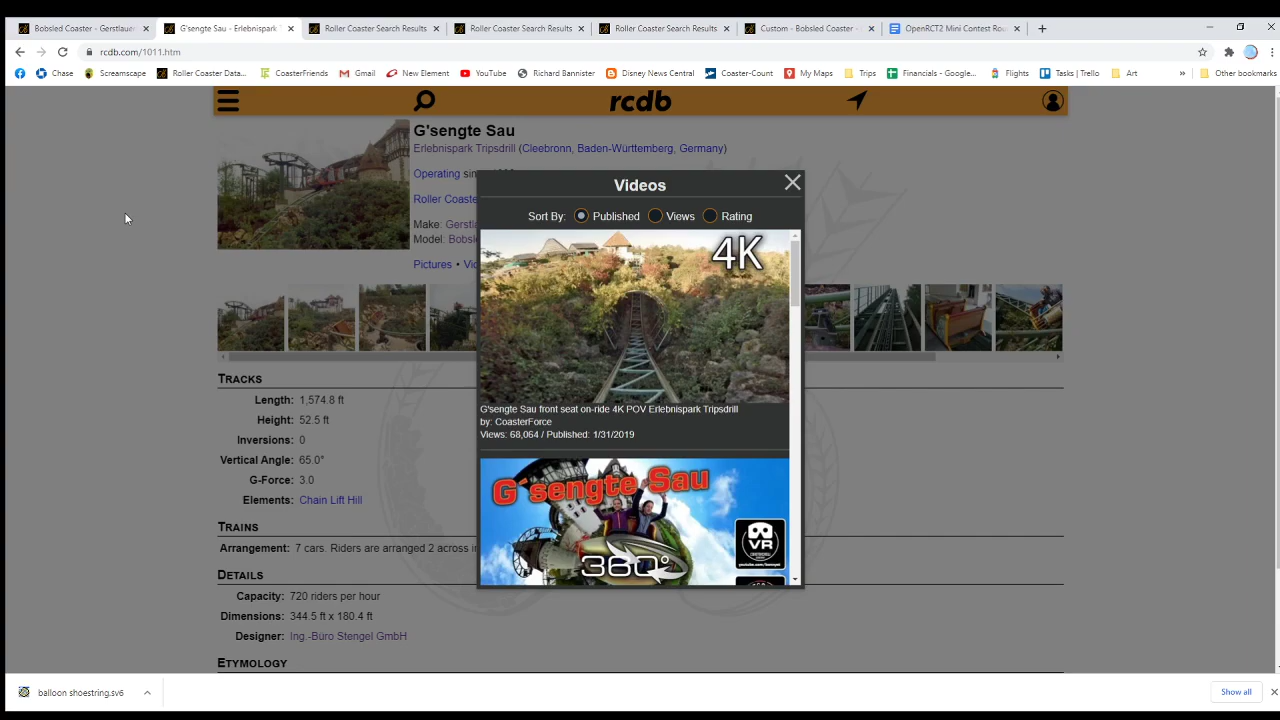 Bobsled Coaster - Gerstlauer
G'sengte Sau - Erlebnispark T
Roller Coaster Search Results
Roller Coaster Search Results
Roller Coaster Search Results
Custom - Bobsled Coaster -
OpenRCT2 Mini Contest Rou
rcdb.com/1011.htm
Chase
Screamscape
Roller Coaster Data...
CoasterFriends
Gmail
New Element
YouTube
Richard Bannister
Disney News Central
Coaster-Count
My Maps
Trips
Financials - Google...
Flights
Tasks | Trello
Art
»
Other bookmarks
rcdb
G'sengte Sau
Erlebnispark Tripsdrill (Cleebronn, Baden-Württemberg, Germany)
Operating
Roller Coaste
Make: Gerstl
Model: Bobsl
Pictures • Vid
Videos
Sort By: Published Views Rating
4K
G'sengte Sau front seat on-ride 4K POV Erlebnispark Tripsdrill
by: CoasterForce
Views: 68,064 / Published: 1/31/2019
G'sengte Sau
VR
360°
TRACKS
Length: 1,574.8 ft
Height: 52.5 ft
Inversions: 0
Vertical Angle: 65.0°
G-Force: 3.0
Elements: Chain Lift Hill
TRAINS
Arrangement: 7 cars. Riders are arranged 2 across i
DETAILS
Capacity: 720 riders per hour
Dimensions: 344.5 ft x 180.4 ft
Designer: Ing.-Büro Stengel GmbH
ETYMOLOGY
balloon shoestring.sv6
Show all